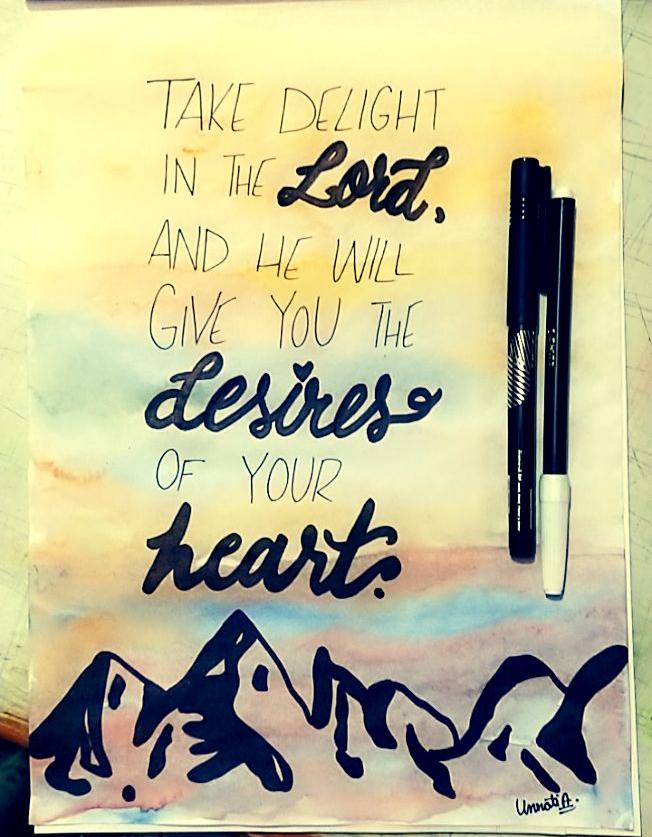 TAKE DELIGHT
IN THE Lord,
AND HE WILL
GIVE YOU THE
desires
OF YOUR
heart.
Unnati A.